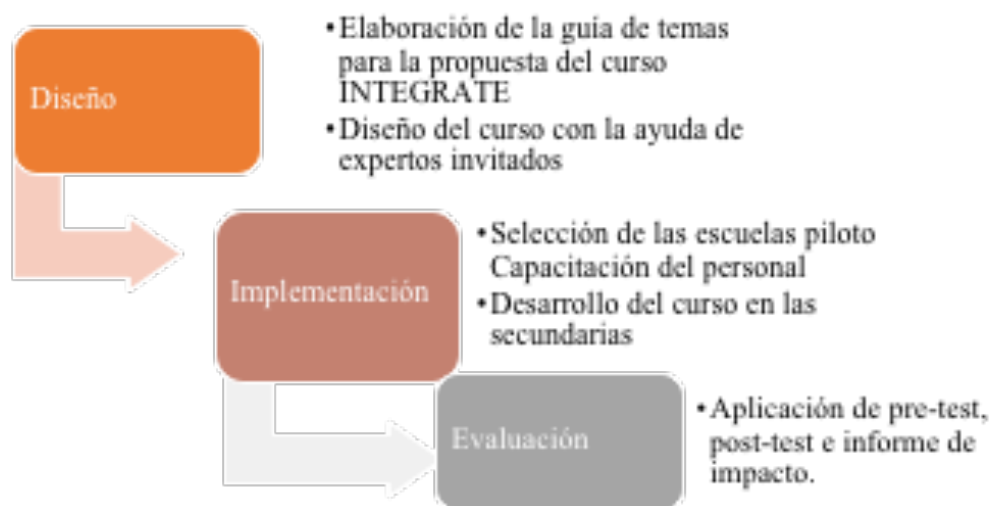 Diseño
•Elaboración de la guía de temas
para la propuesta del curso
INTEGRATE
•Diseño del curso con la ayuda de
expertos invitados
Implementación
•Selección de las escuelas piloto
Capacitación del personal
•Desarrollo del curso en las
secundarias
Evaluación
•Aplicación de pre-test,
post-test e informe de
impacto.